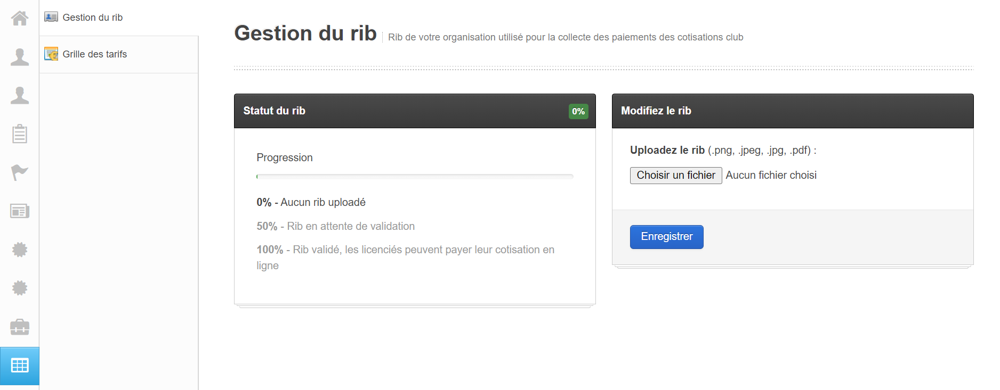 Gestion du rib
Grille des tarifs
Gestion du rib
Rib de votre organisation utilisé pour la collecte des paiements des cotisations club
Statut du rib
0%
Progression
0% - Aucun rib uploadé
50% - Rib en attente de validation
100% - Rib validé, les licenciés peuvent payer leur cotisation en
ligne
Modifiez le rib
Uploadez le rib (.png, .jpeg, .jpg, .pdf) :
Choisir un fichier Aucun fichier choisi
Enregistrer